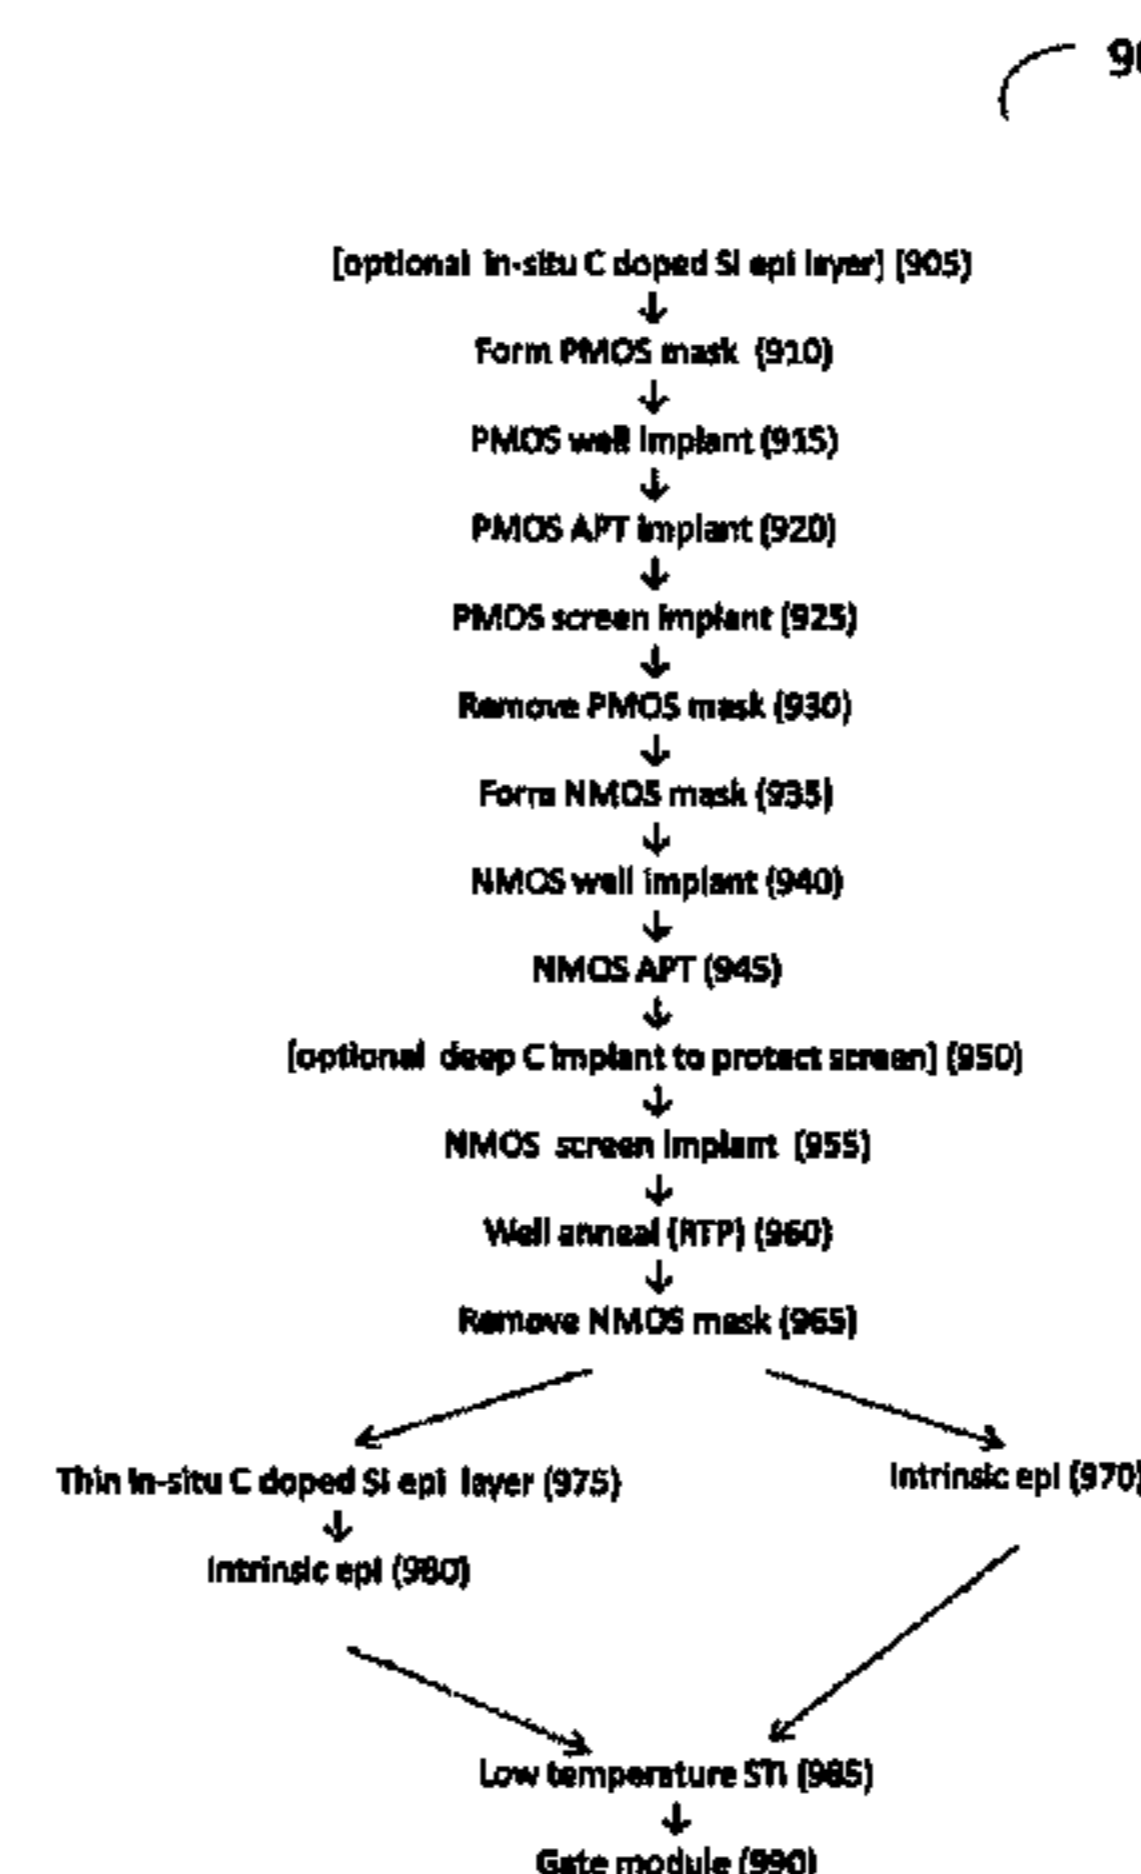 [optional in-situ C doped Si epi layer] (905)
Form PMOS mask (910)
PMOS well implant (915)
PMOS APT implant (920)
PMOS screen implant (925)
Remove PMOS mask (930)
Form NMOS mask (935)
NMOS well implant (940)
NMOS APT (945)
[optional deep C implant to protect screen] (950)
NMOS screen implant (955)
Well anneal (RTP) (960)
Remove NMOS mask (965)
Thin in-situ C doped Si epi layer (975)
Intrinsic epi (970)
Intrinsic epi (980)
Low temperature STI (985)
Gate module (990)